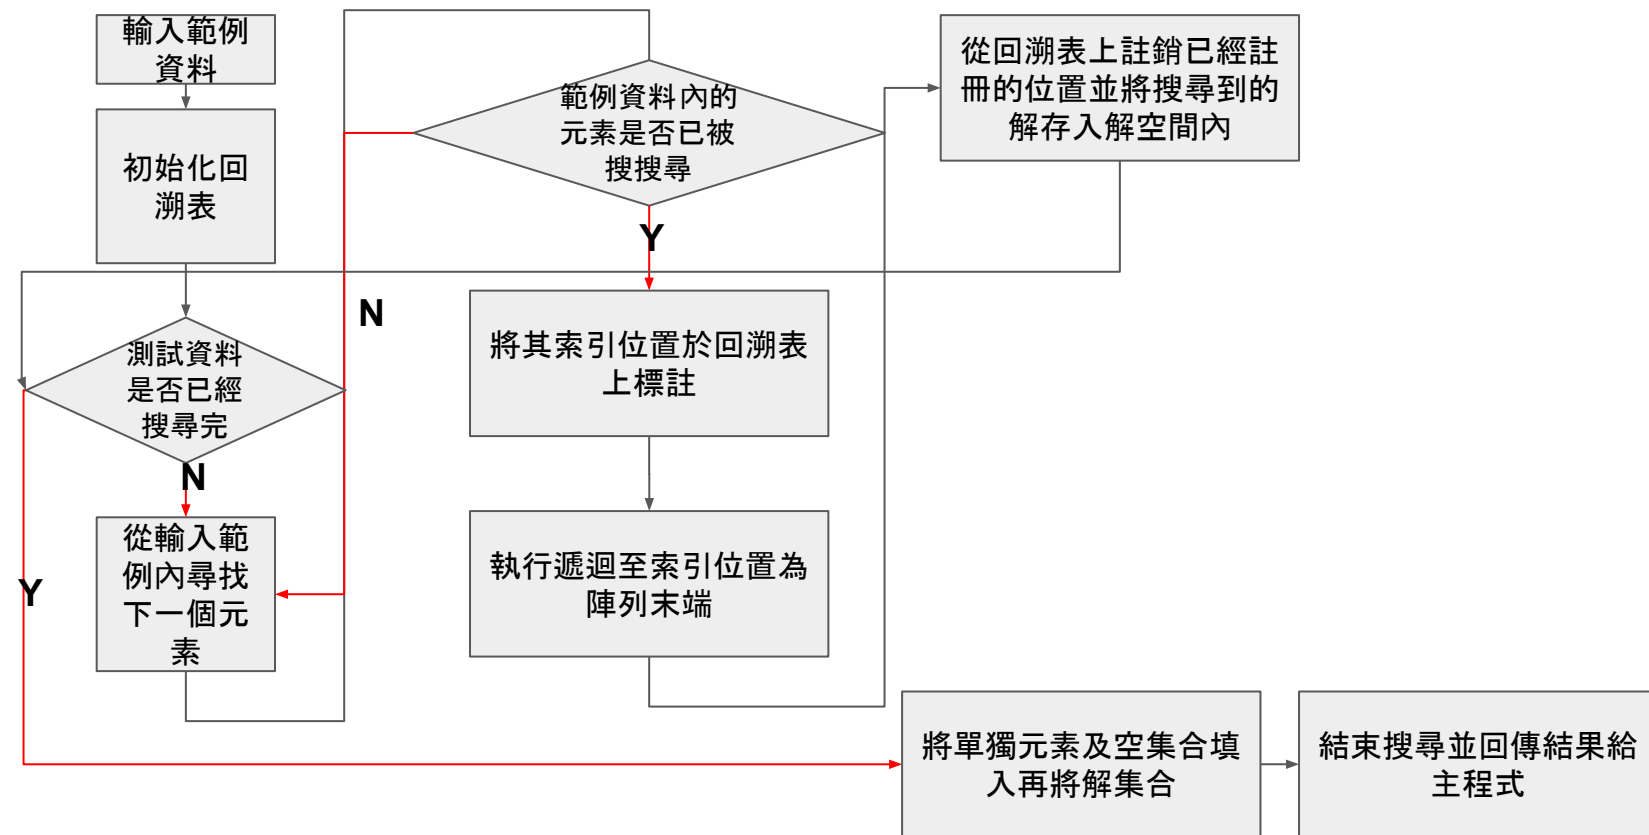 輸入範例
資料
初始化回
溯表
測試資料
是否已經
搜尋完
N
從輸入範
例內尋找
下一個元
素
Y
範例資料內的
元素是否已被
搜搜尋
Y
N
將其索引位置於回溯表
上標註
執行遞迴至索引位置為
陣列末端
從回溯表上註銷已經註
冊的位置並將搜尋到的
解存入解空間內
將單獨元素及空集合填
入再將解集合
結束搜尋並回傳結果給
主程式